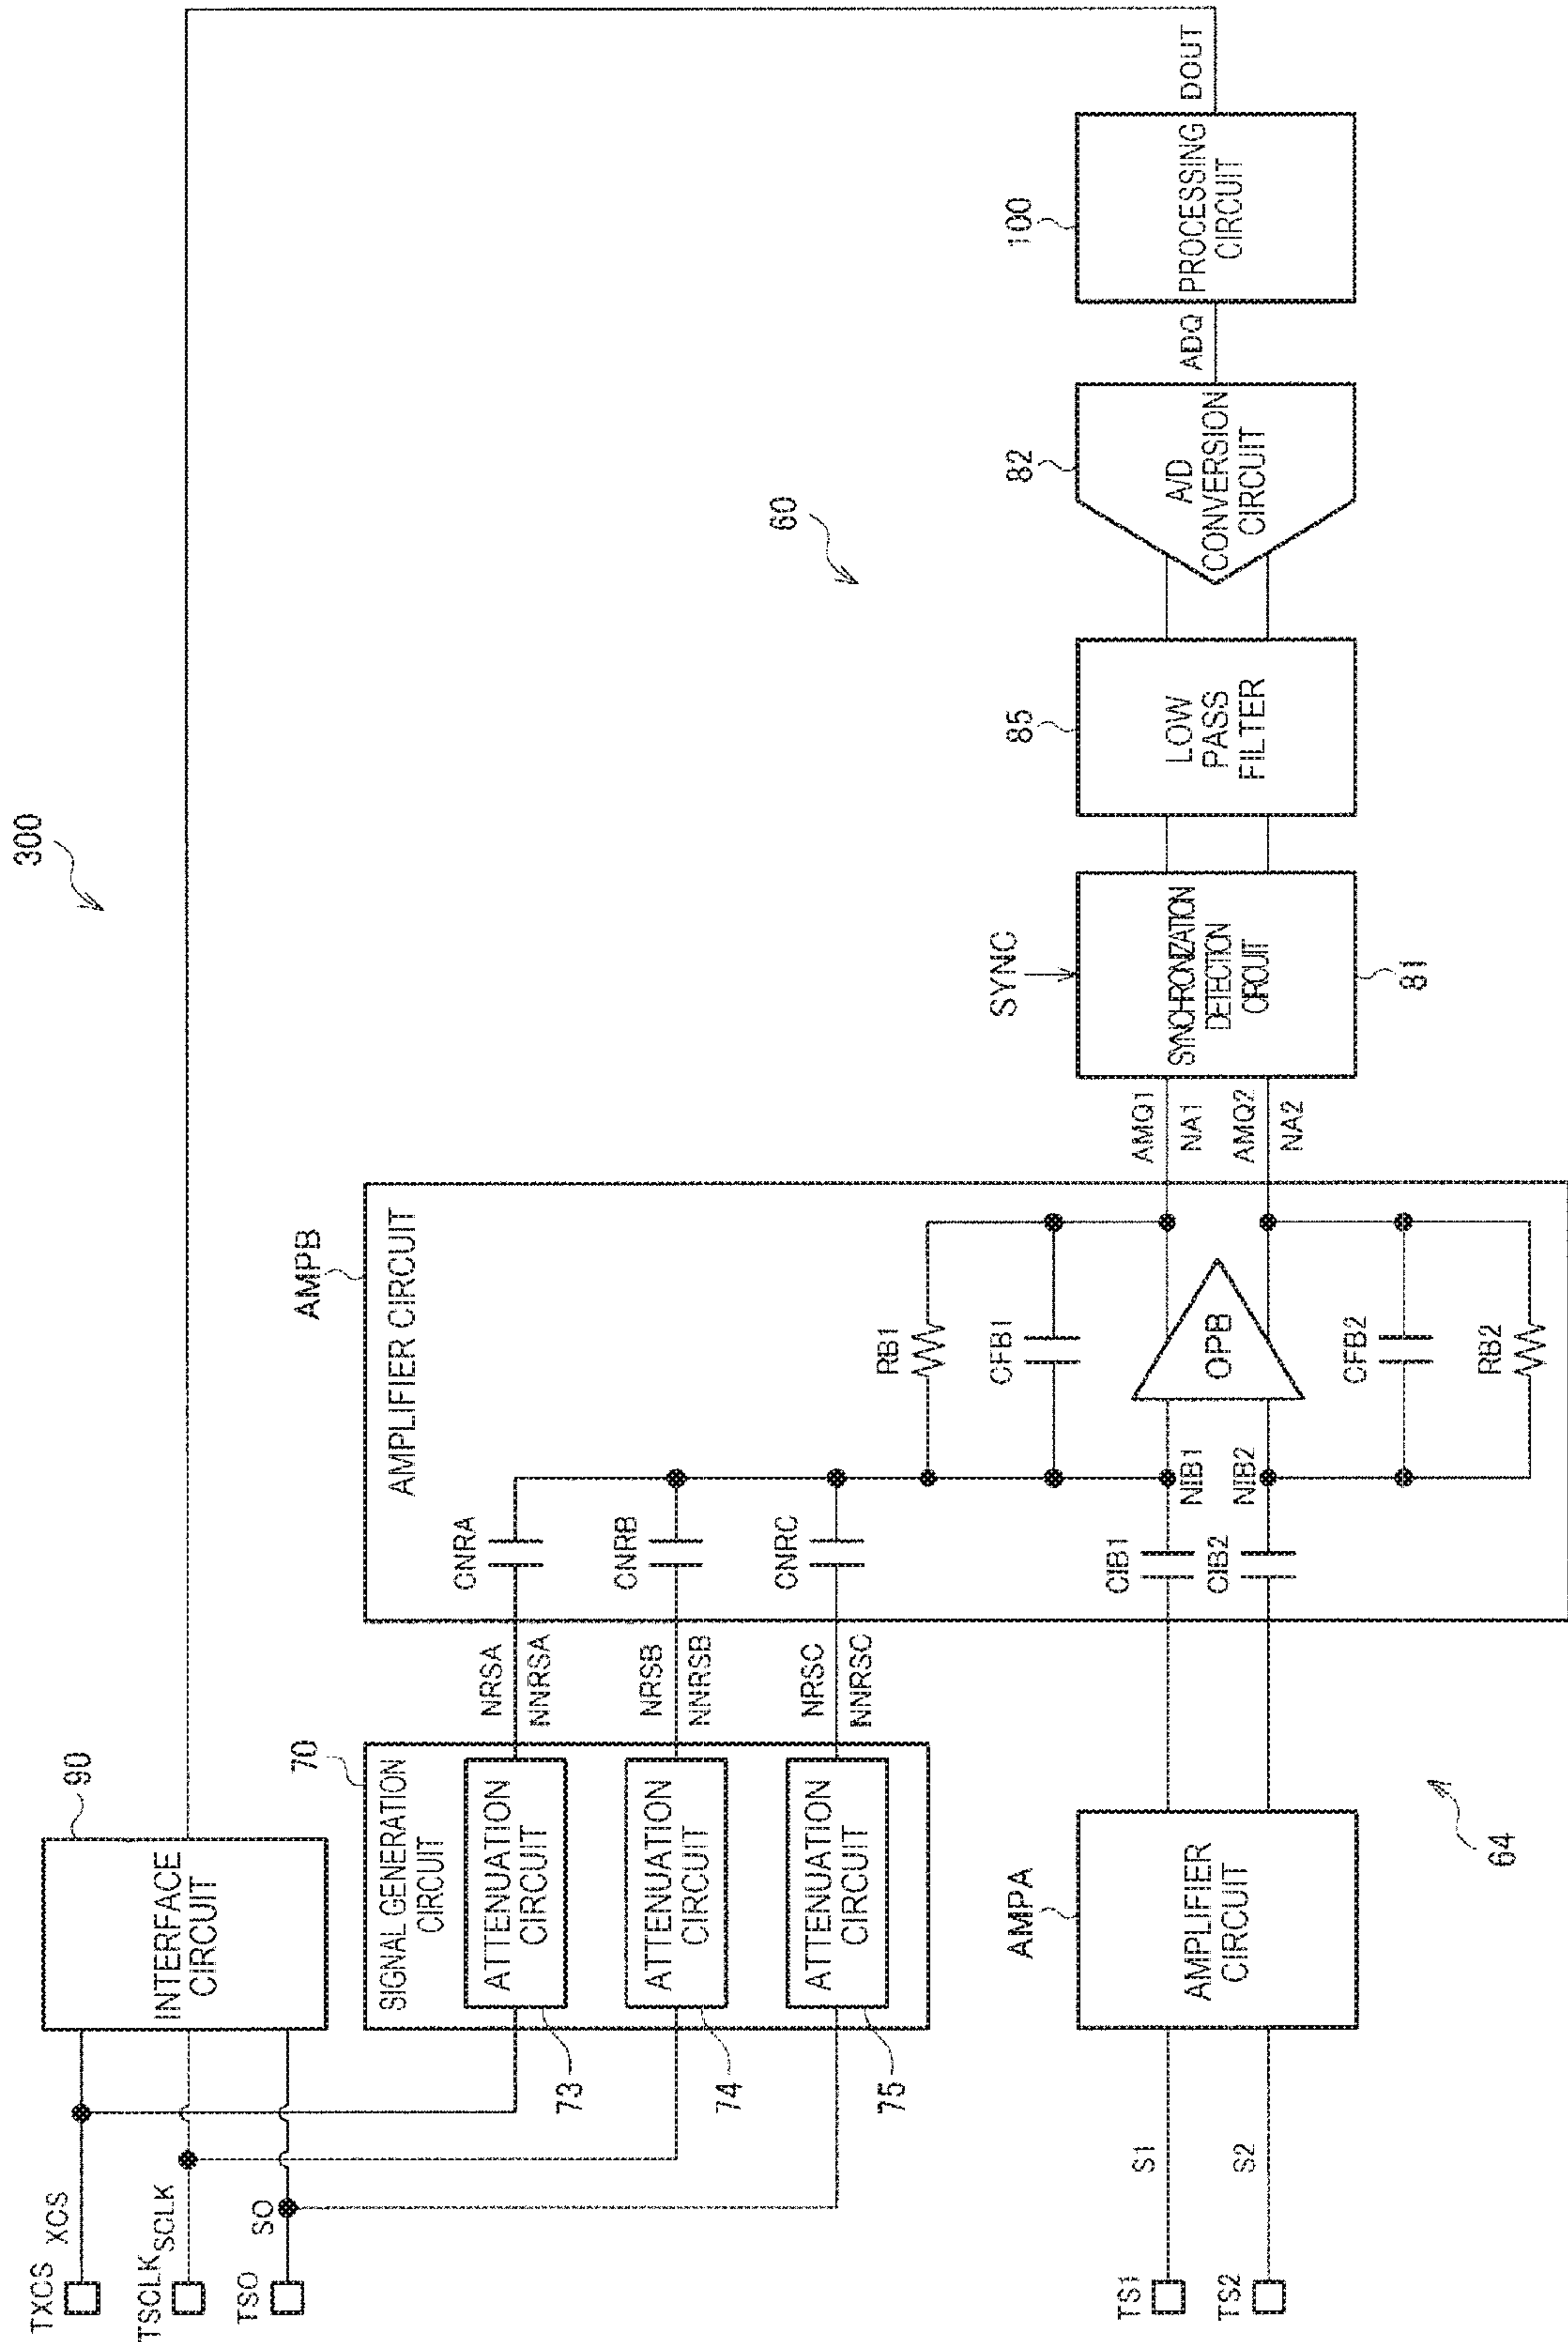 300
TXCS
XCS
TSCLK
SCLK
TSO
SO
90
INTERFACE
CIRCUIT
70
SIGNAL GENERATION
CIRCUIT
ATTENUATION
CIRCUIT
73
ATTENUATION
CIRCUIT
74
ATTENUATION
CIRCUIT
75
NRSA
NNRSA
NRSB
NNRSB
NRSC
NNRSC
AMPB
AMPLIFIER CIRCUIT
CNRA
CNRB
CNRC
RB1
CFB1
OPB
CIB1
NIB1
CIB2
NIB2
CFB2
RB2
TS1
S1
TS2
S2
AMPA
AMPLIFIER
CIRCUIT
64
60
AMQ1
NA1
AMQ2
NA2
SYNC
SYNCHRONIZATION
DETECTION
CIRCUIT
81
85
LOW
PASS
FILTER
82
A/D
CONVERSION
CIRCUIT
ADQ
100
PROCESSING
CIRCUIT
DOUT